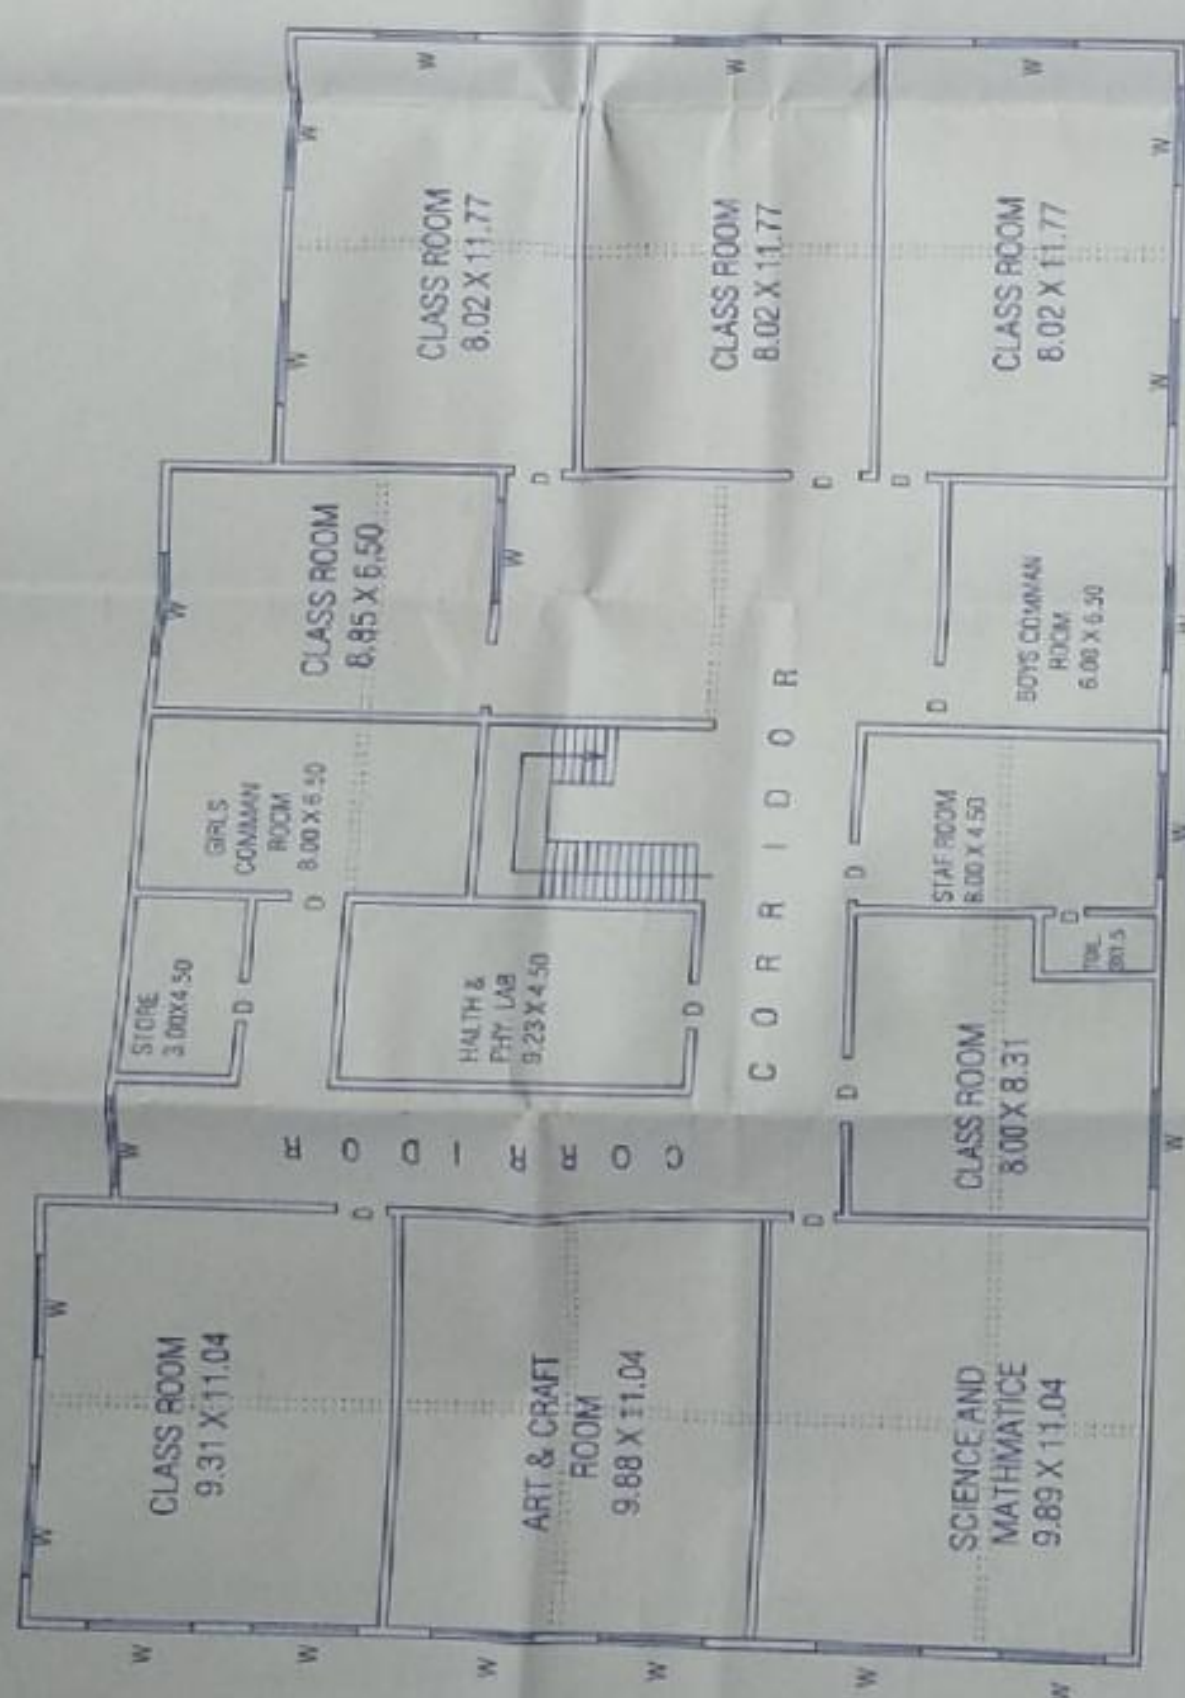 CLASS ROOM
9.31 X 11.04
W
W
W
W
W
D
STORE
3.00X4.50
D
GIRLS
COMMAN
ROOM
8.00 X 6.50
D
CLASS ROOM
8.85 X 6.50
W
W
CLASS ROOM
8.02 X 11.77
W
W
W
D
ART & CRAFT
ROOM
9.88 X 11.04
W
W
CORRIDOR
HALTH &
PHY. LAB
9.23 X 4.50
D
CORRIDOR
CLASS ROOM
8.02 X 11.77
W
D
SCIENCE AND
MATHMATICE
9.89 X 11.04
W
W
D
CLASS ROOM
8.00 X 8.31
D
W
D
STAF ROOM
8.00 X 4.50
D
W
BOYS COMMAN
ROOM
6.00 X 6.50
D
W
CLASS ROOM
8.02 X 11.77
D
W
W
W